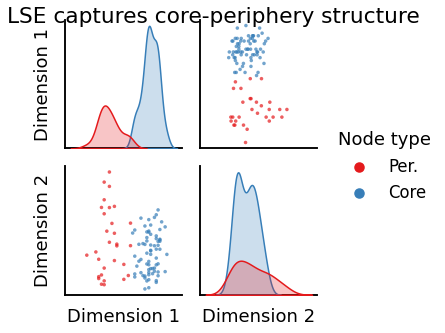 LSE captures core-periphery structure
Dimension 1
Node type
Per.
Core
Dimension 2
Dimension 1
Dimension 2